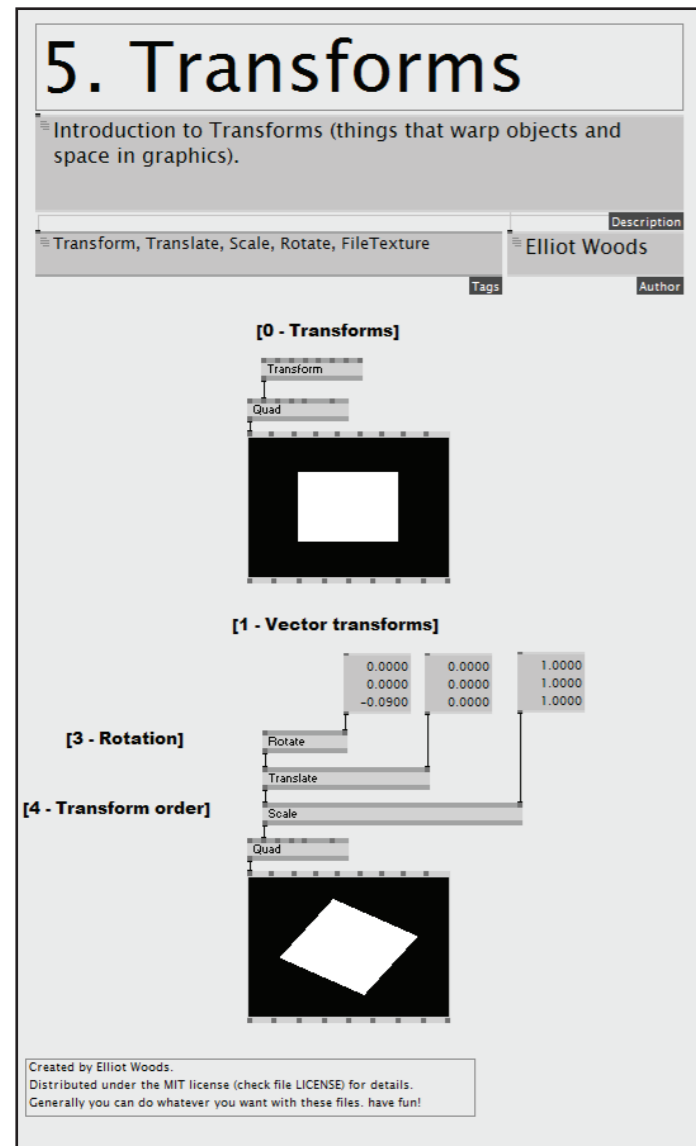 5. Transforms
Introduction to Transforms (things that warp objects and
space in graphics).
Description
Transform, Translate, Scale, Rotate, FileTexture
Tags
Elliot Woods
Author
[0 - Transforms]
Transform
Quad
[1 - Vector transforms]
0.0000
0.0000
-0.0900
0.0000
0.0000
0.0000
1.0000
1.0000
1.0000
[3 - Rotation]
Rotate
Translate
[4 - Transform order]
Scale
Quad
Created by Elliot Woods.
Distributed under the MIT license (check file LICENSE) for details.
Generally you can do whatever you want with these files. have fun!